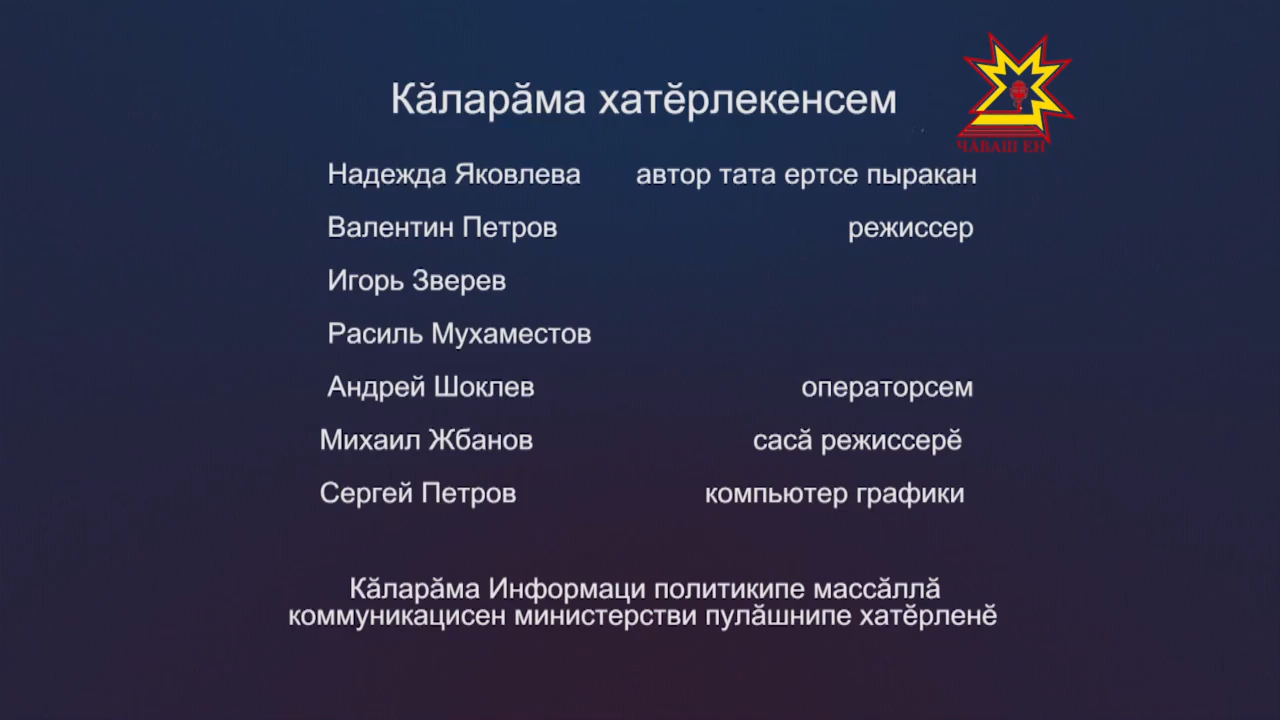 Кӑларӑма хатӗрлекенсем
ЧӐВАШ ЕН
Надежда Яковлева автор тата ертсе пыракан
Валентин Петров режиссер
Игорь Зверев
Расиль Мухаместов
Андрей Шоклев операторсем
Михаил Жбанов сасӑ режиссерӗ
Сергей Петров компьютер графики
Кӑларӑма Информаци политикипе массӑллӑ
коммуникацисен министерстви пулӑшнипе хатӗрленӗ